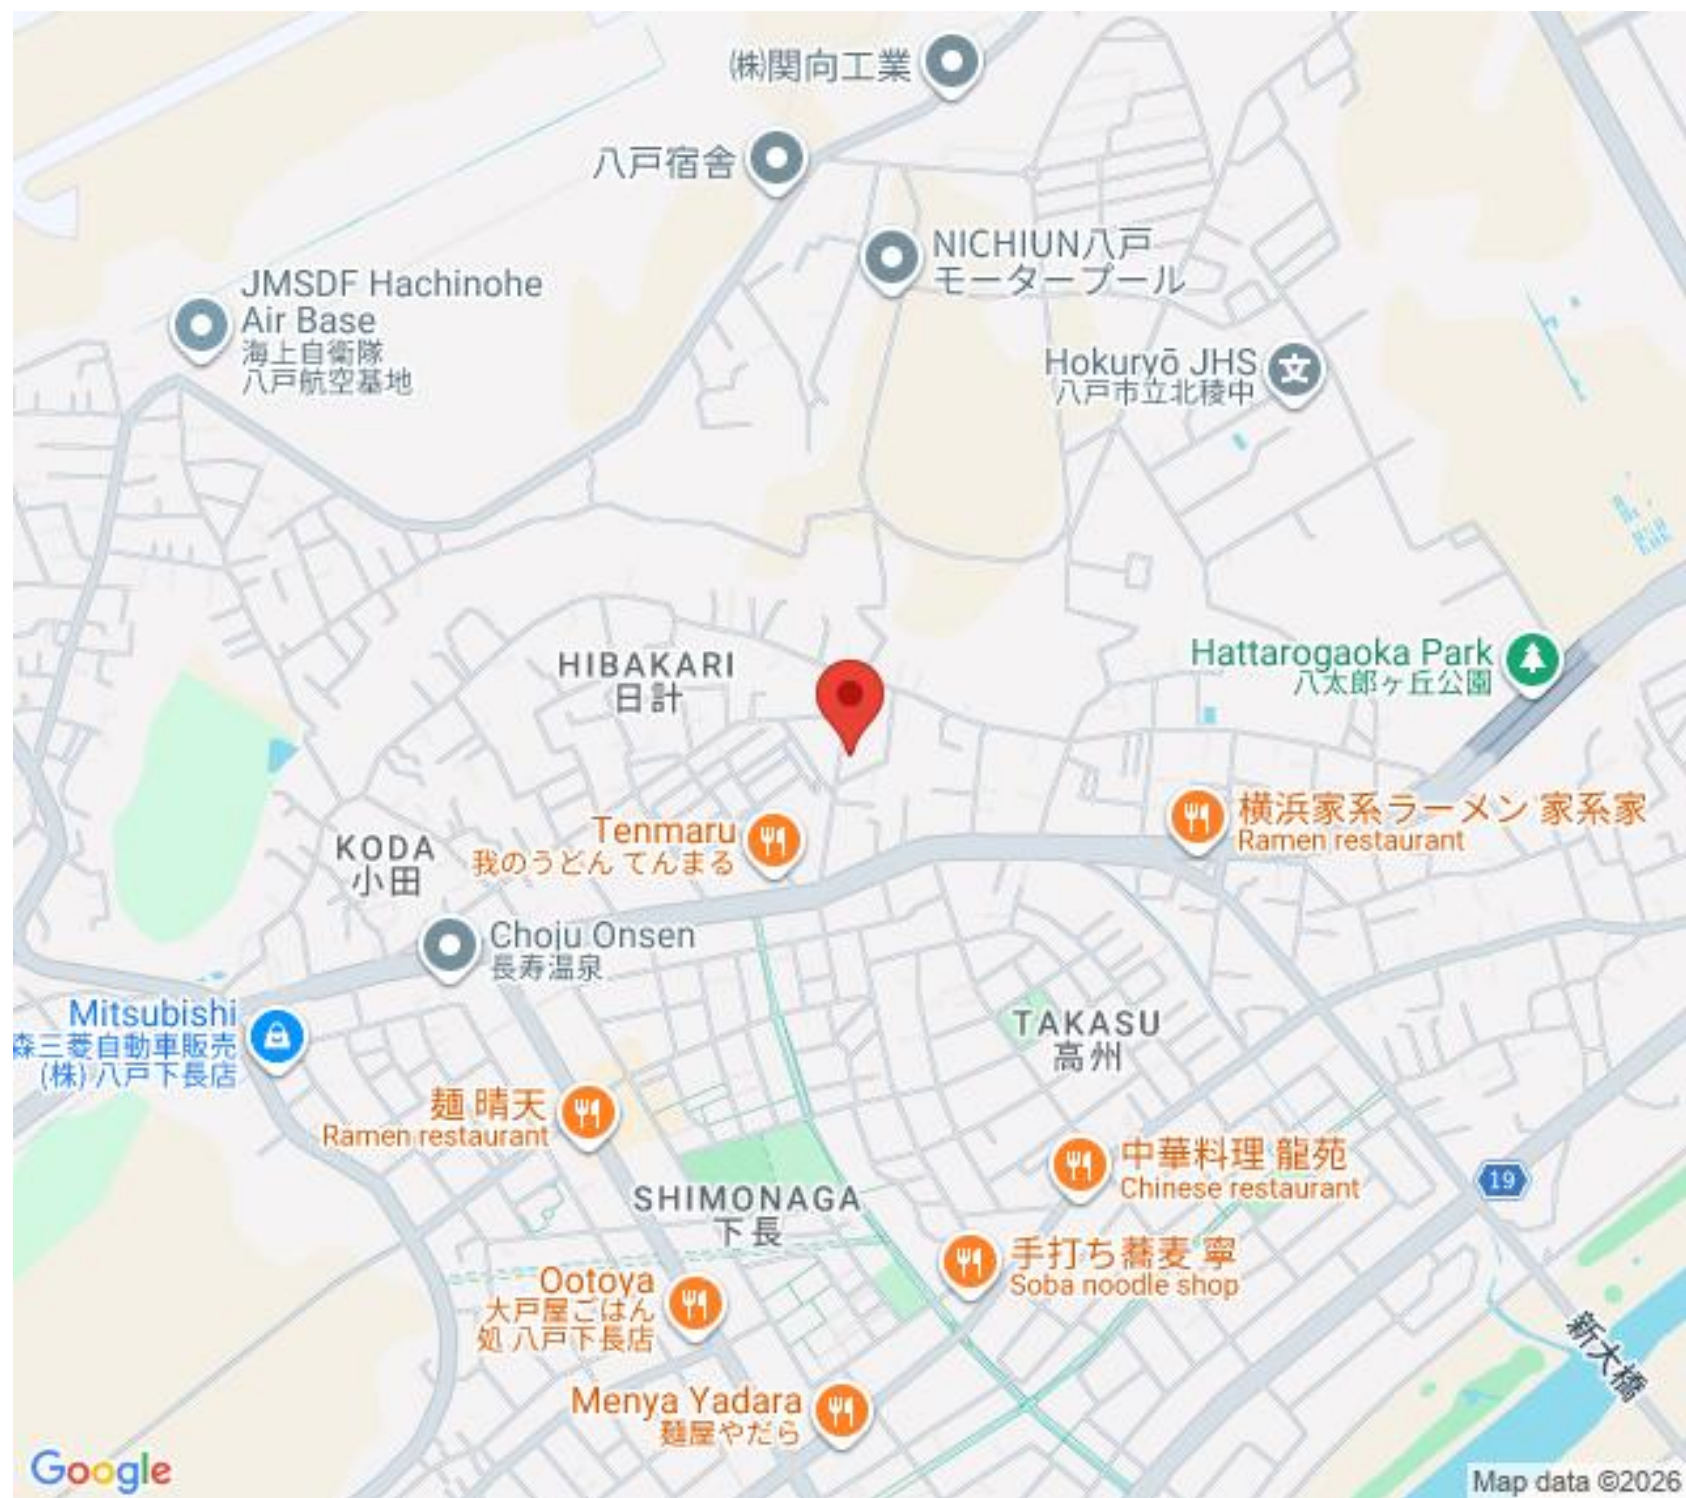 ㈱関向工業
八戸宿舎
NICHIUN八戸
モータープール
JMSDF Hachinohe
Air Base
海上自衛隊
八戸航空基地
Hokuryō JHS
八戸市立北稜中
文
HIBAKARI
日計
Hattarogaoka Park
八太郎ヶ丘公園
横浜家系ラーメン 家系家
Ramen restaurant
Tenmaru
我のうどん てんまる
KODA
小田
Choju Onsen
長寿温泉
Mitsubishi
森三菱自動車販売
(株) 八戸下長店
TAKASU
高州
麺 晴天
Ramen restaurant
中華料理 龍苑
Chinese restaurant
19
SHIMONAGA
下長
手打ち蕎麦 寧
Soba noodle shop
Ootoya
大戸屋ごはん
処 八戸下長店
新大橋
Menya Yadara
麺屋やだら
Google
Map data ©2026